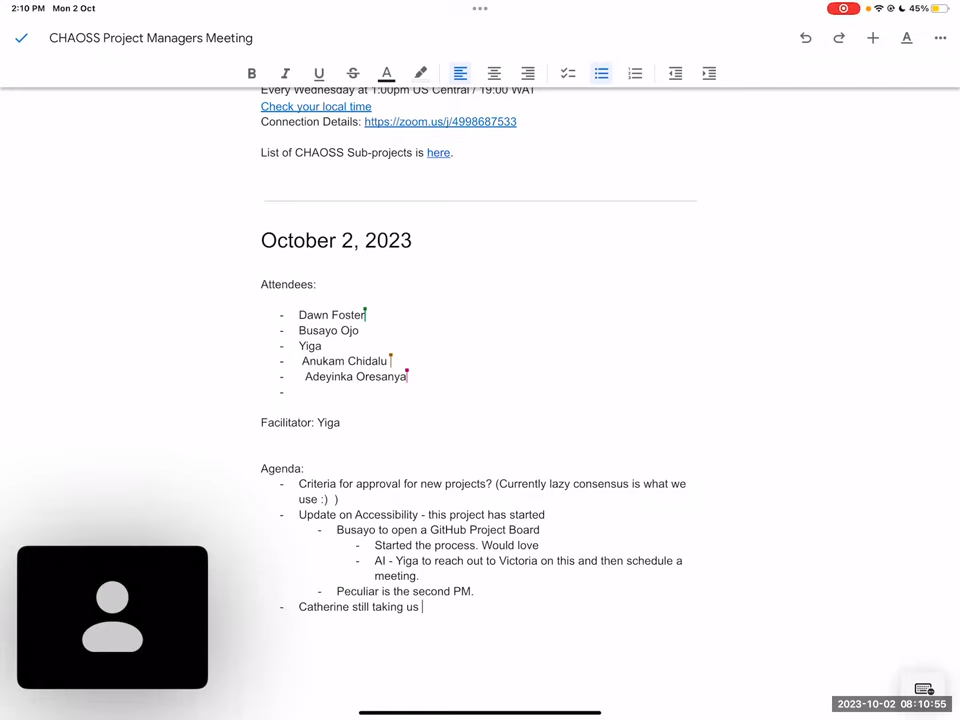 2:10 PM Mon 2 Oct
45%
CHAOSS Project Managers Meeting
A
B I U S A
Every Wednesday at 1:00pm US Central / 19:00 WAT
Check your local time
Connection Details: https://zoom.us/j/4998687533
List of CHAOSS Sub-projects is here.
October 2, 2023
Attendees:
- Dawn Foster
- Busayo Ojo
- Yiga
- Anukam Chidalu
- Adeyinka Oresanya
-
Facilitator: Yiga
Agenda:
- Criteria for approval for new projects? (Currently lazy consensus is what we
use :) )
- Update on Accessibility - this project has started
- Busayo to open a GitHub Project Board
- Started the process. Would love
- AI - Yiga to reach out to Victoria on this and then schedule a
meeting.
- Peculiar is the second PM.
- Catherine still taking us
2023-10-02 08:10:55